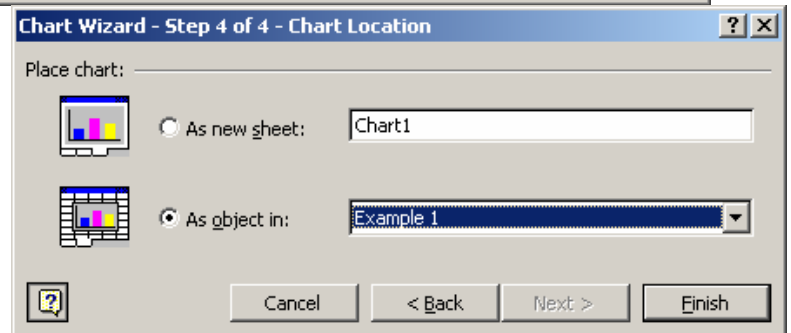 Chart Wizard - Step 4 of 4 - Chart Location
Place chart:
As new sheet: Chart1
As object in: Example 1
Cancel < Back Next > Finish